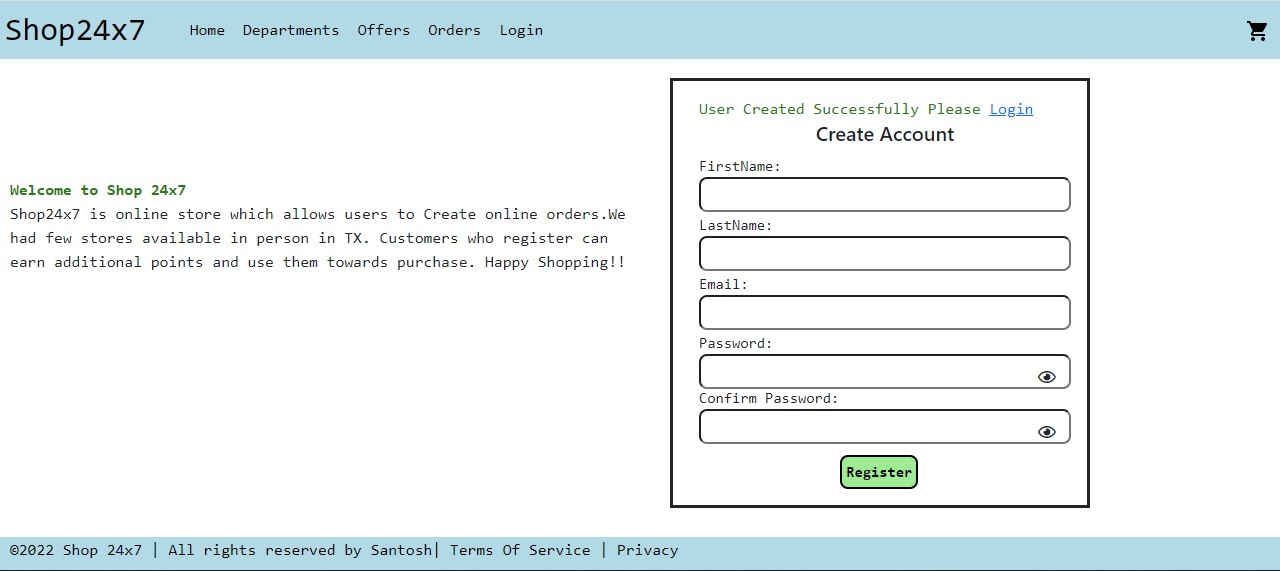 Shop24x7 Home Departments Offers Orders Login
Welcome to Shop 24x7
Shop24x7 is online store which allows users to Create online orders.We
had few stores available in person in TX. Customers who register can
earn additional points and use them towards purchase. Happy Shopping!!
User Created Successfully Please Login
Create Account
FirstName:
LastName:
Email:
Password:
Confirm Password:
Register
©2022 Shop 24x7 | All rights reserved by Santosh| Terms Of Service | Privacy